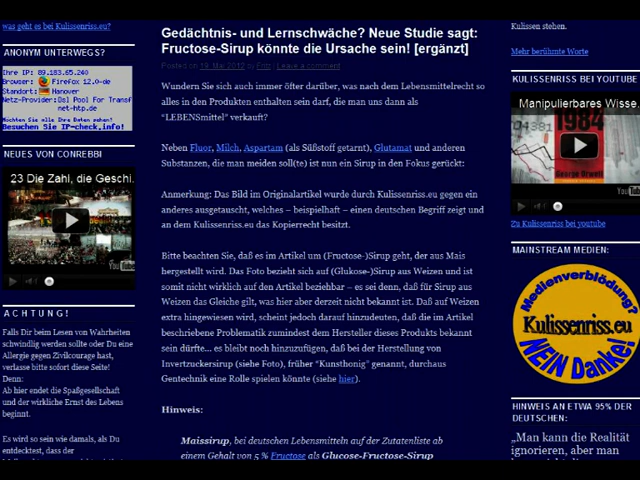 was geht es bei Kulissenriss.eu?
ANONYM UNTERWEGS?
Ihre IP: 89.183.65.240
Browser: FireFox 12.0-de
Standort: Hanover
Netz-Provider:Dsl Pool For Transf
net-htp.de
Möchten Sie alle Ihre Daten sehen?
Besuchen Sie IP-check.info!
NEUES VON CONREBBI
23 Die Zahl, die Geschi...
You
ACHTUNG!
Falls Dir beim Lesen von Wahrheiten
schwindlig werden sollte oder Du eine
Allergie gegen Zivilcourage hast,
verlasse bitte sofort diese Seite!
Denn:
Ab hier endet die Spaßgesellschaft
und der wirkliche Ernst des Lebens
beginnt.
Es wird so sein wie damals, als Du
entdecktest, dass der
Gedächtnis- und Lernschwäche? Neue Studie sagt:
Fructose-Sirup könnte die Ursache sein! [ergänzt]
Posted on 19. Mai 2012 by Fritt | Leave a comment
Wundern Sie sich auch immer öfter darüber, was nach dem Lebensmittelrecht so
alles in den Produkten enthalten sein darf, die man uns dann als
“LEBENSmittel” verkauft?
Neben Fluor, Milch, Aspartam (als Süßstoff getarnt), Glutamat und anderen
Substanzen, die man meiden soll(te) ist nun ein Sirup in den Fokus gerückt:
Anmerkung: Das Bild im Originalartikel wurde durch Kulissenriss.eu gegen ein
anderes ausgetauscht, welches – beispielhaft – einen deutschen Begriff zeigt und
an dem Kulissenriss.eu das Kopierrecht besitzt.
Bitte beachten Sie, daß es im Artikel um (Fructose-)Sirup geht, der aus Mais
hergestellt wird. Das Foto bezieht sich auf (Glukose-)Sirup aus Weizen und ist
somit nicht wirklich auf den Artikel beziehbar – es sei denn, daß für Sirup aus
Weizen das Gleiche gilt, was hier aber derzeit nicht bekannt ist. Daß auf Weizen
extra hingewiesen wird, scheint jedoch darauf hinzudeuten, daß die im Artikel
beschriebene Problematik zumindest dem Hersteller dieses Produkts bekannt
sein dürfte... es bleibt noch hinzuzufügen, daß bei der Herstellung von
Invertzuckersirup (siehe Foto), früher “Kunsthonig” genannt, durchaus
Gentechnik eine Rolle spielen könnte (siehe hier).
Hinweis:
Maissirup, bei deutschen Lebensmitteln auf der Zutatenliste ab
einem Gehalt von 5 % Fructose als Glucose-Fructose-Sirup
Kulissen stehen.
Mehr berühmte Worte
KULISSENRISS BEI YOUTUBE
Manipulierbares Wisse...
04381
1984
George Orwell
You
Zu Kulissenriss bei youtube
MAINSTREAM MEDIEN:
Medienverblödung?
Kulissenriss.eu
NEIN Danke!
HINWEIS AN ETWA 95% DER
DEUTSCHEN:
„Man kann die Realität
ignorieren, aber man